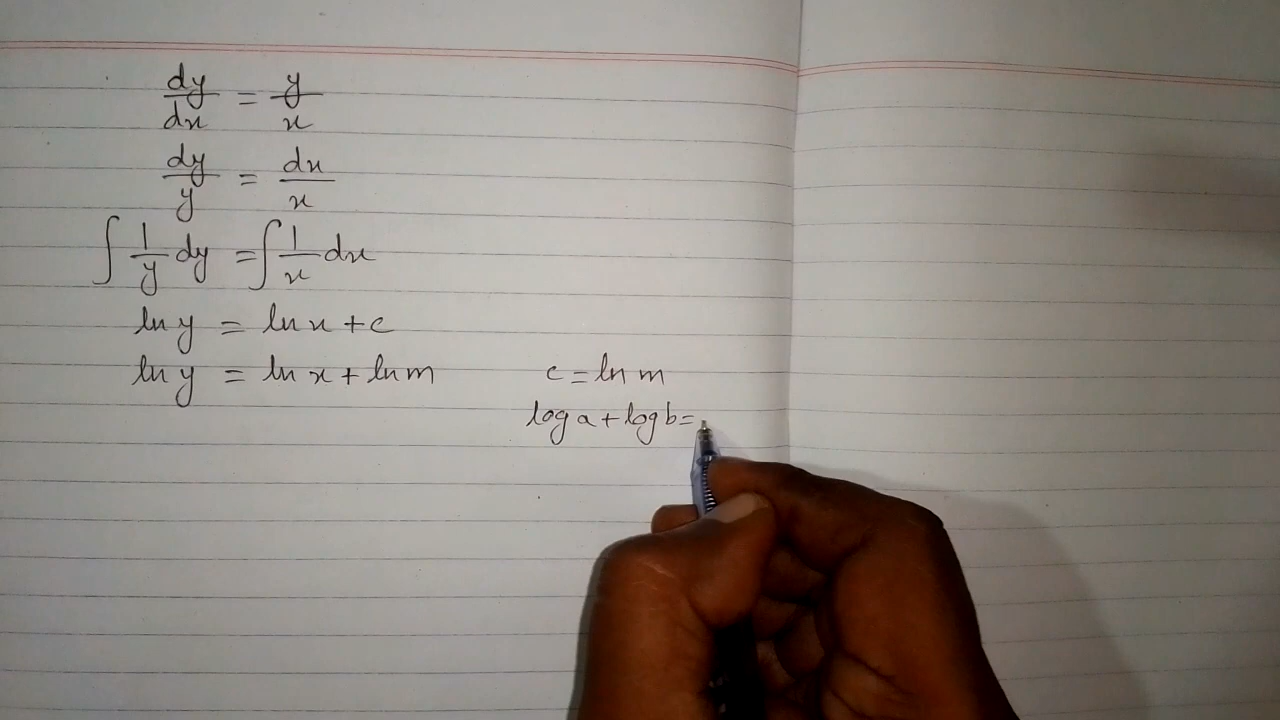 dy/dx = y/x
dy/y = dx/x
∫ 1/y dy = ∫ 1/x dx
ln y = ln x + c
ln y = ln x + ln m
c = ln m
log a + log b =